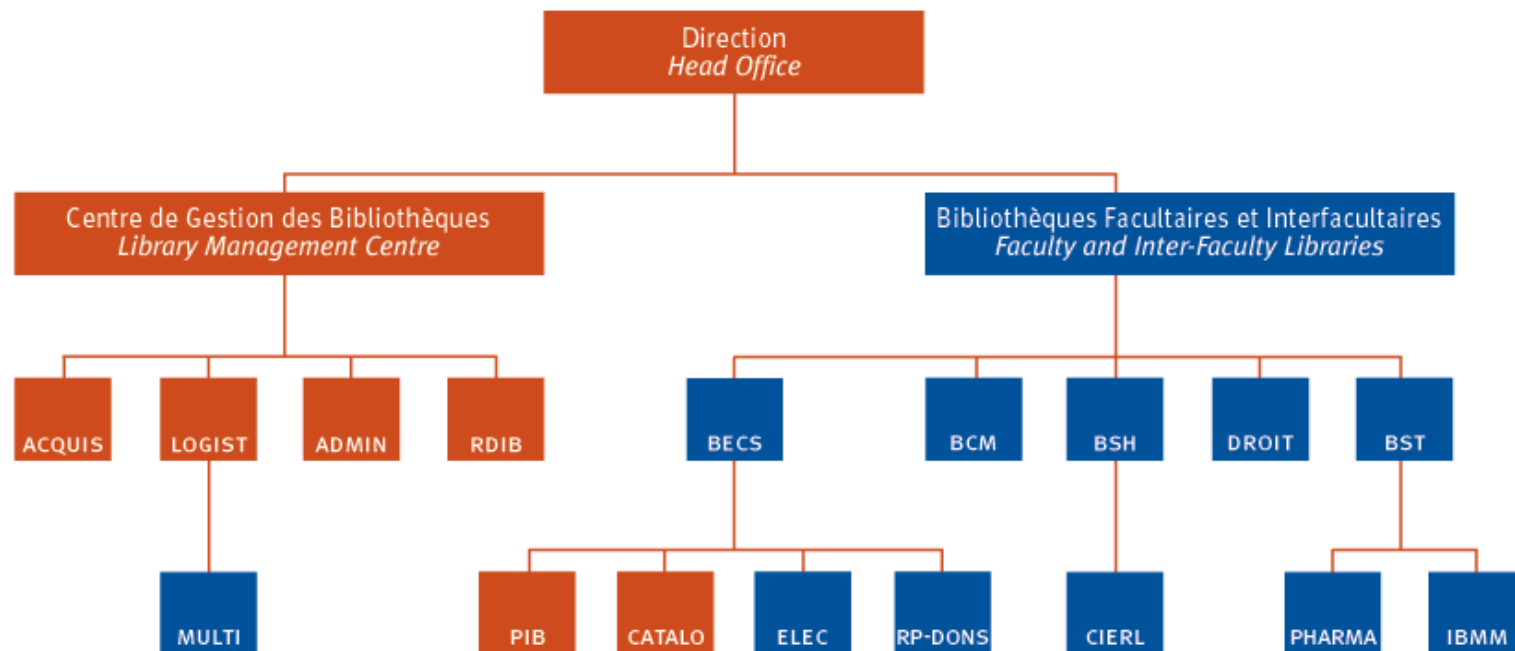 Direction
Head Office
Centre de Gestion des Bibliothèques
Library Management Centre
Bibliothèques Facultaires et Interfacultaires
Faculty and Inter-Faculty Libraries
ACQUIS
LOGIST
ADMIN
RDIB
BECS
BCM
BSH
DROIT
BST
MULTI
PIB
CATALO
ELEC
RP-DONS
CIERL
PHARMA
IBMM